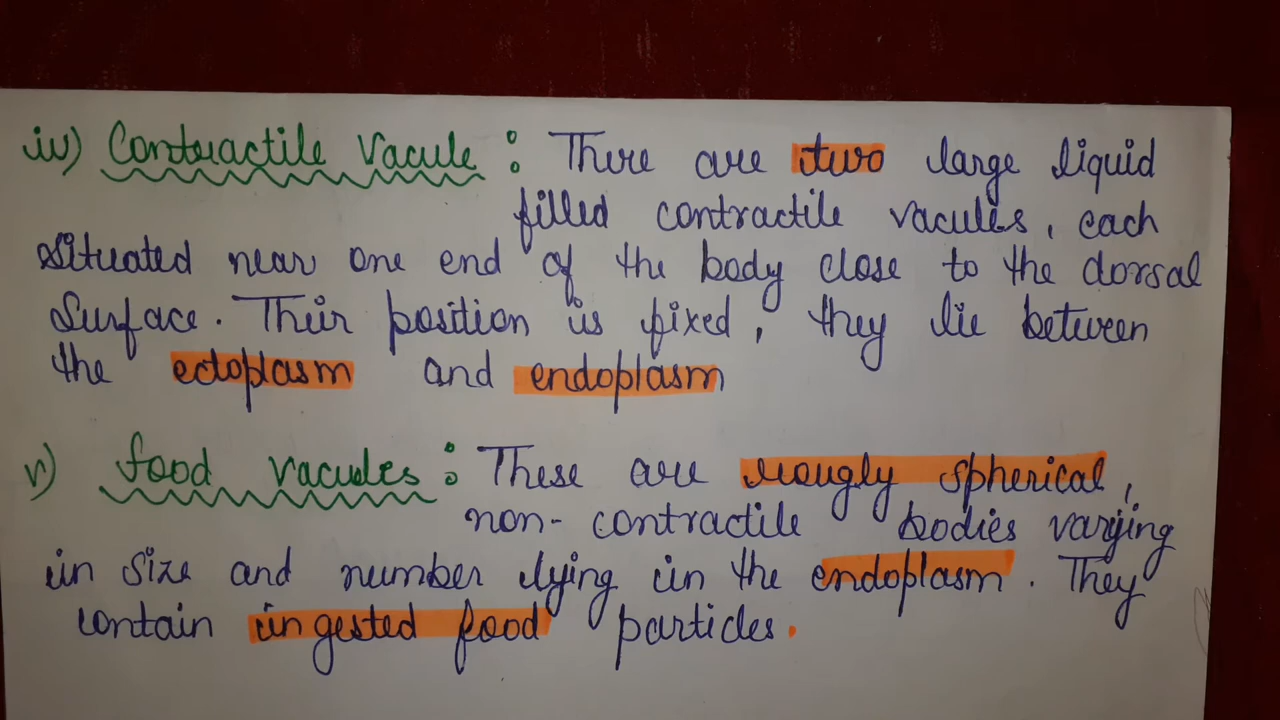 iv) Contractile Vacule : There are two large liquid
filled contractile vacules, each
situated near one end of the body close to the dorsal
Surface. Their position is fixed, they lie between
the ectoplasm and endoplasm
v) food vacules : These are rougly spherical,
non-contractile bodies varying
in size and number lying in the endoplasm. They
contain ingested food particles.